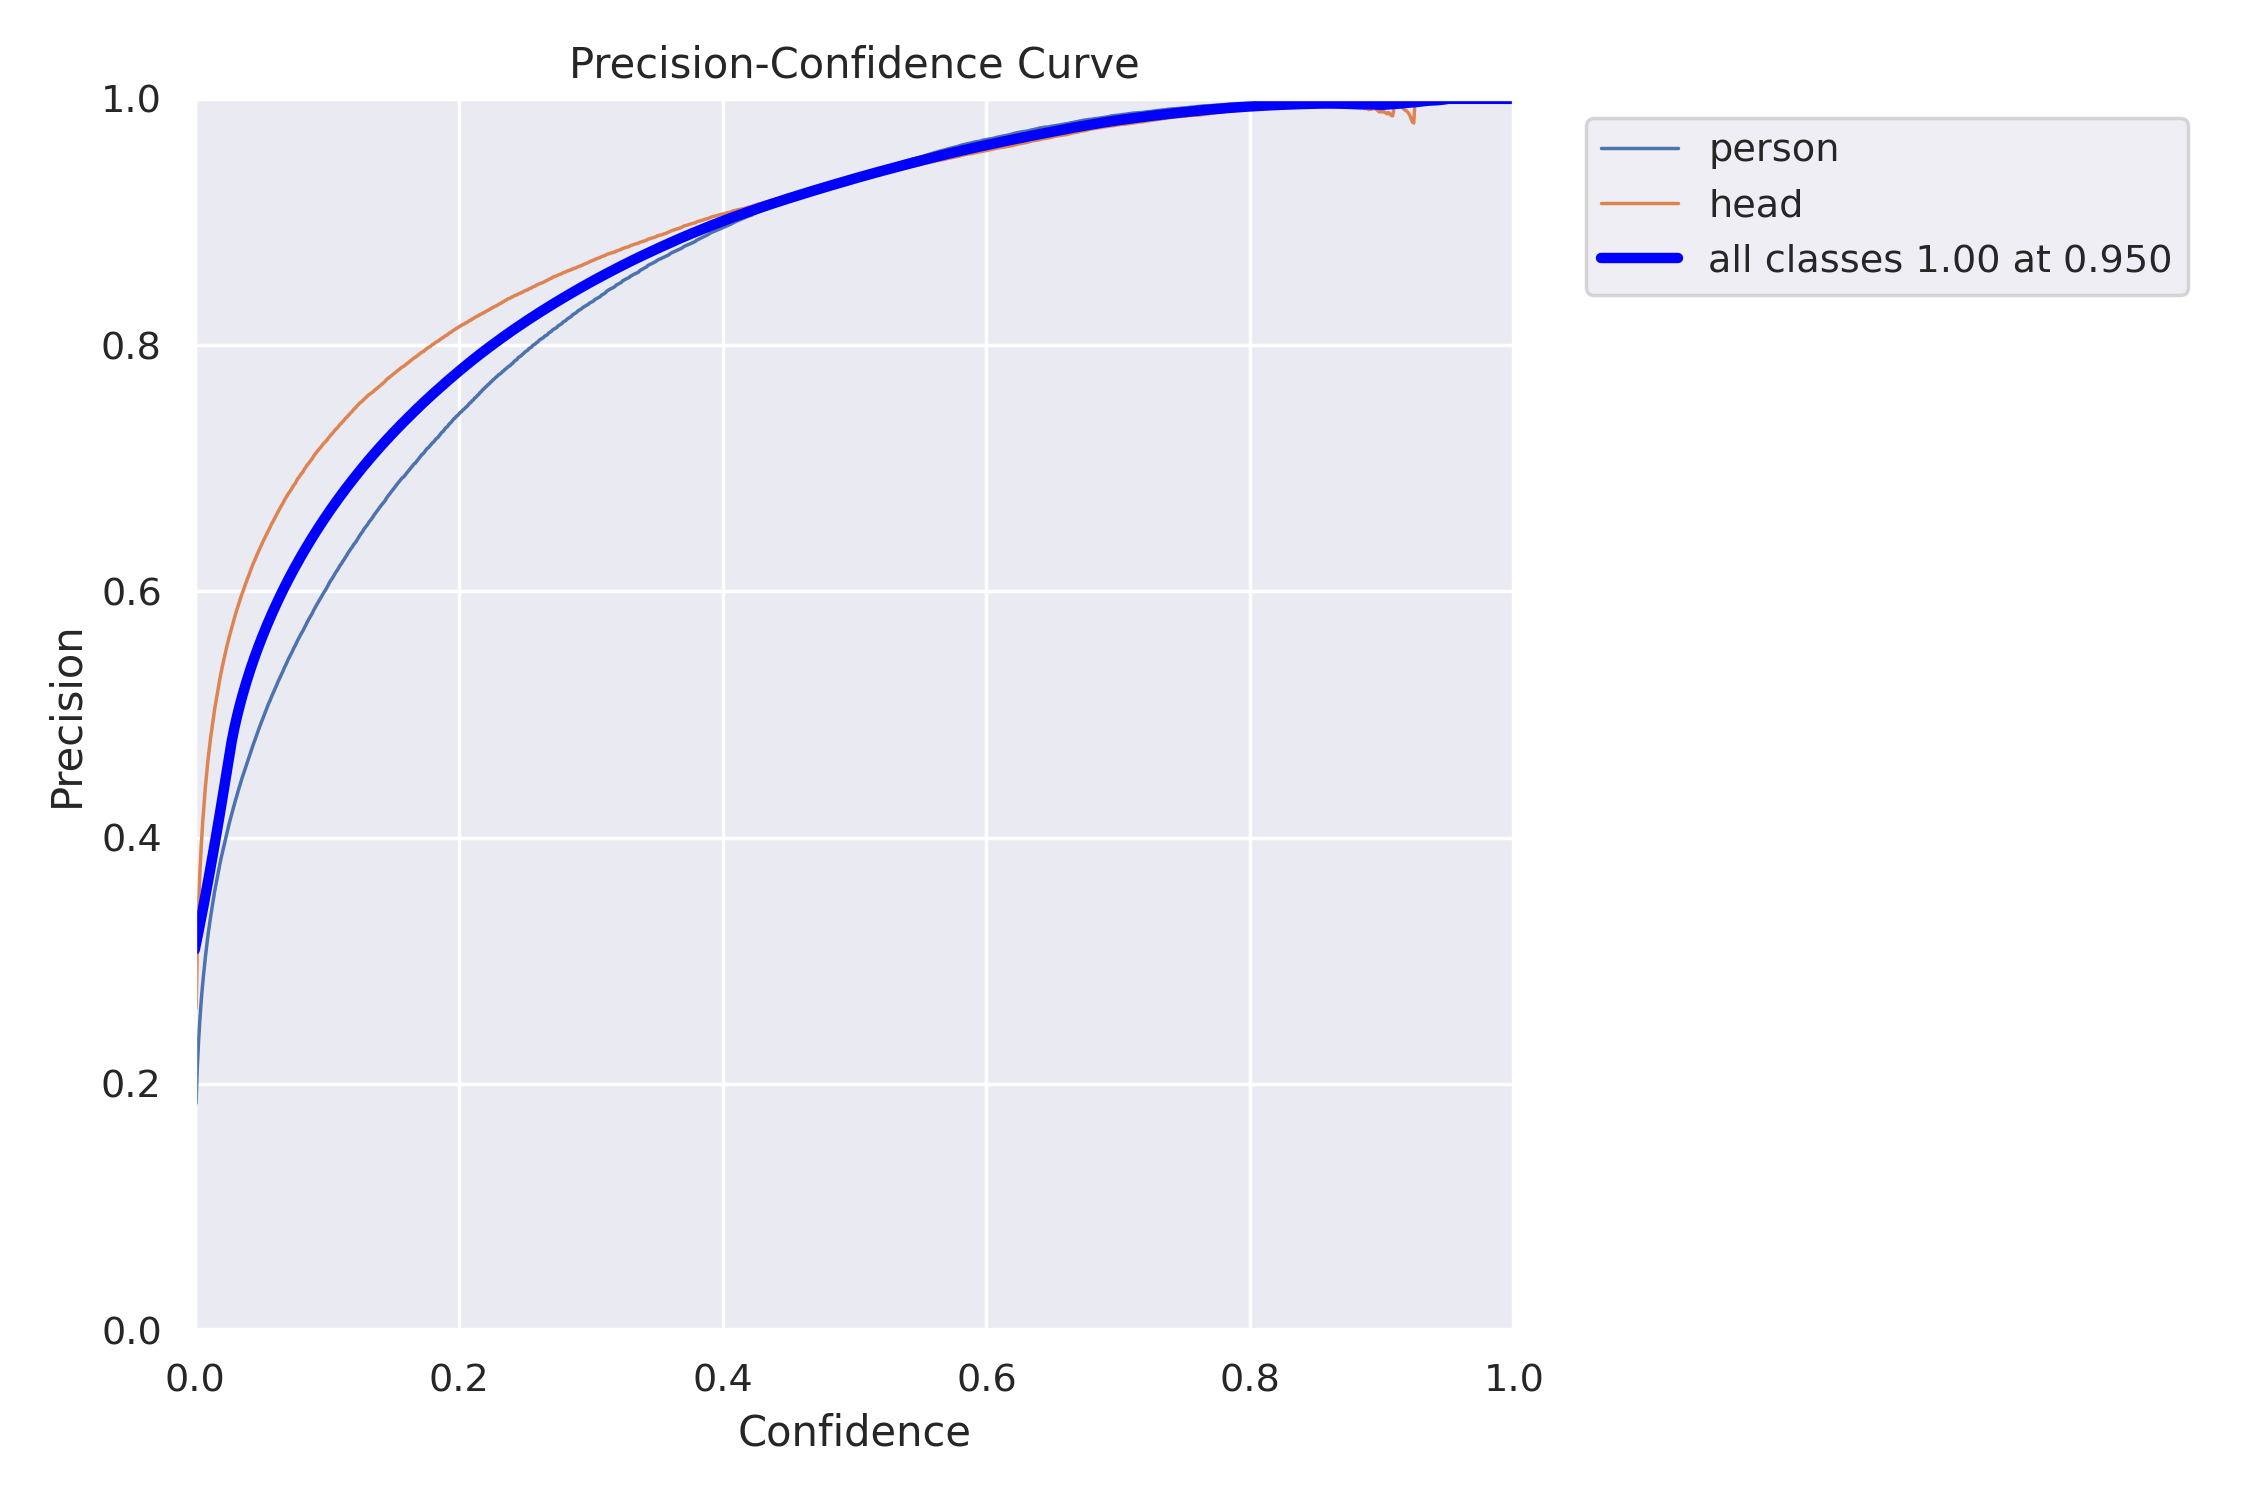 Precision-Confidence Curve
1.0
0.8
0.6
0.4
0.2
0.0
Precision
0.0 0.2 0.4 0.6 0.8 1.0
Confidence
person
head
all classes 1.00 at 0.950